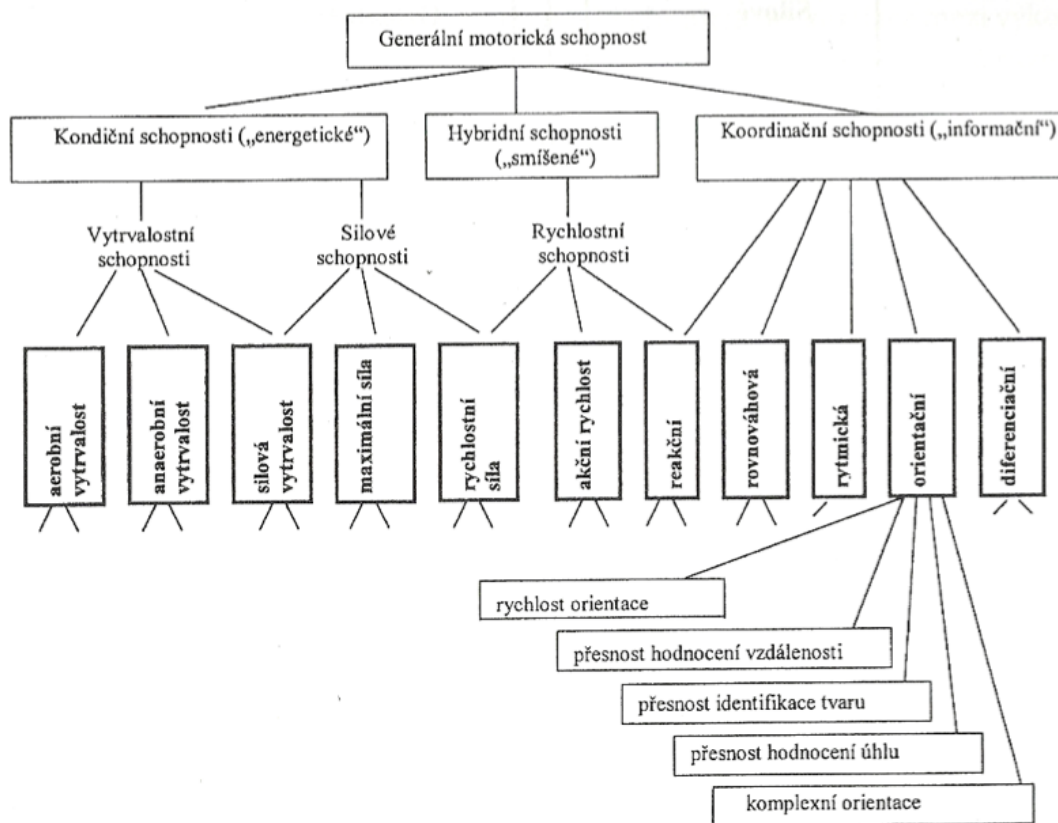 Generální motorická schopnost
Kondiční schopnosti („energetické“)
Hybridní schopnosti
(„smíšené“)
Koordinační schopnosti („informační“)
Vytrvalostní
schopnosti
Silové
schopnosti
Rychlostní
schopnosti
aerobní
vytrvalost
anaerobní
vytrvalost
silová
vytrvalost
maximální síla
rychlostní
síla
akční rychlost
reakční
rovnováhová
rytmická
orientační
diferenciační
rychlost orientace
přesnost hodnocení vzdálenosti
přesnost identifikace tvaru
přesnost hodnocení úhlu
komplexní orientace